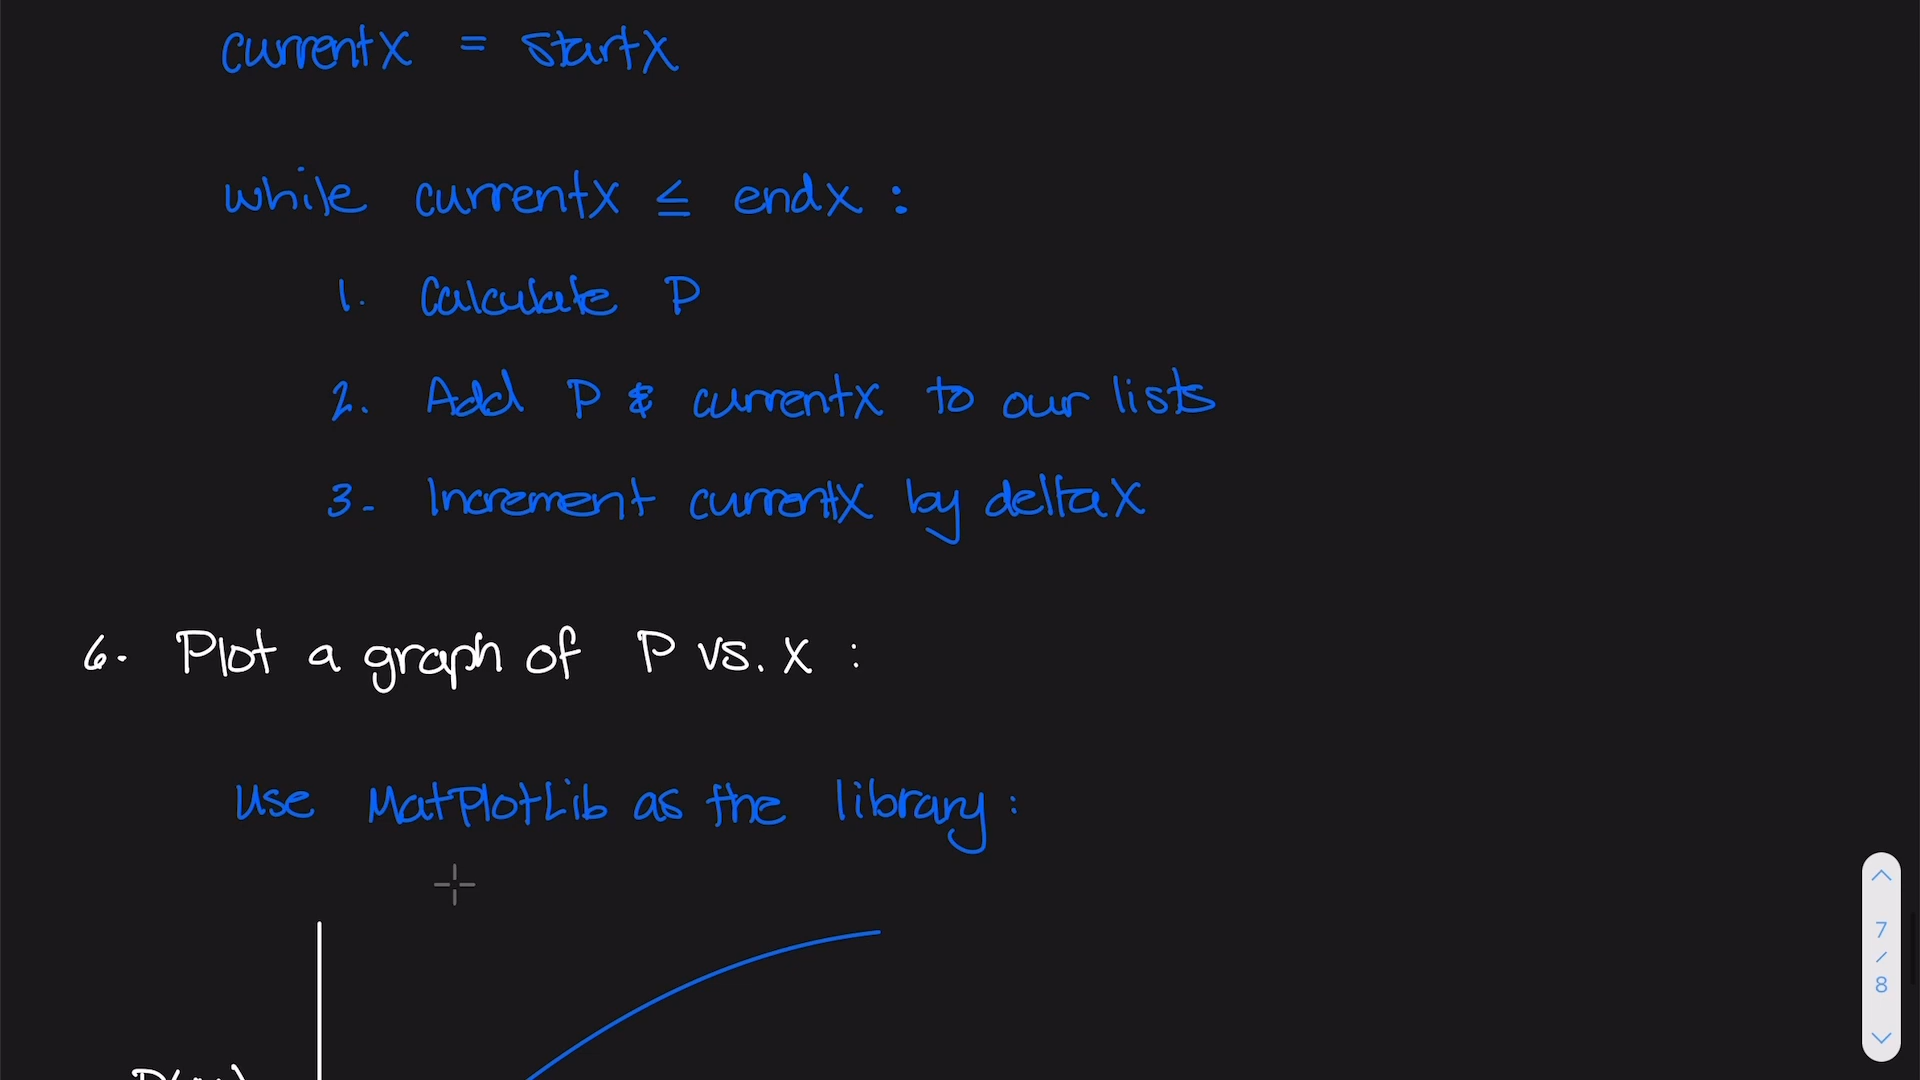 currentX = startX
while currentX ≤ endX :
1. Calculate P
2. Add P & currentX to our lists
3. Increment currentX by deltaX
6. Plot a graph of P vs. X :
Use MatPlotLib as the library :
7
/
8